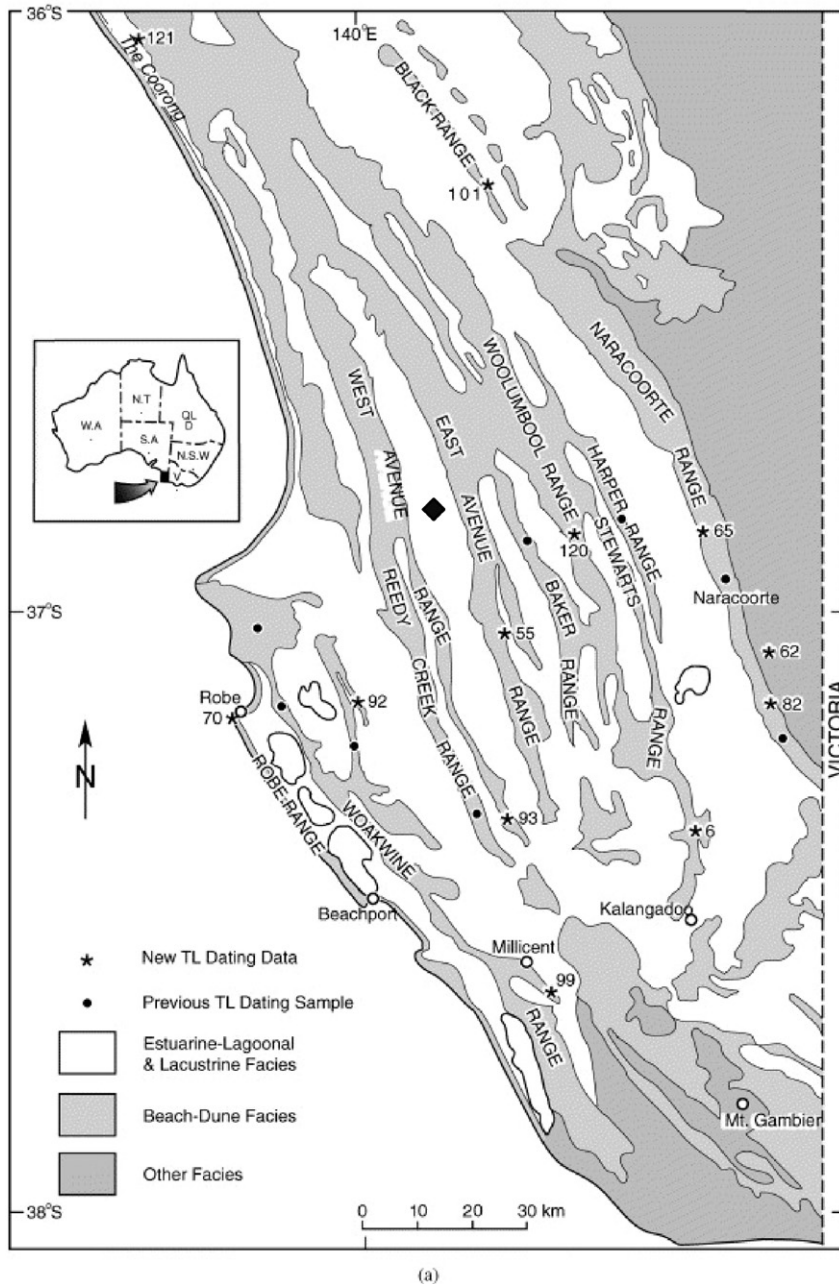 36°S
140°E
121
The Coorong
BLACK RANGE
101
N.T
QL
D
W.A
S.A
N.S.W
V
NARACOORTE
RANGE
WOOLUMBOOL
RANGE
HARPER
RANGE
STEWARTS
RANGE
WEST
AVENUE
RANGE
EAST
AVENUE
RANGE
REEDY
CREEK
RANGE
BAKER
RANGE
120
65
Naracoorte
37°S
55
62
82
92
Robe
70
N
ROBE RANGE
WOAKWINE
RANGE
93
6
VICTORIA
Beachport
Kalangadoo
Millicent
99
Mt. Gambier
New TL Dating Data
Previous TL Dating Sample
Estuarine-Lagoonal
& Lacustrine Facies
Beach-Dune Facies
Other Facies
38°S
0 10 20 30 km
(a)